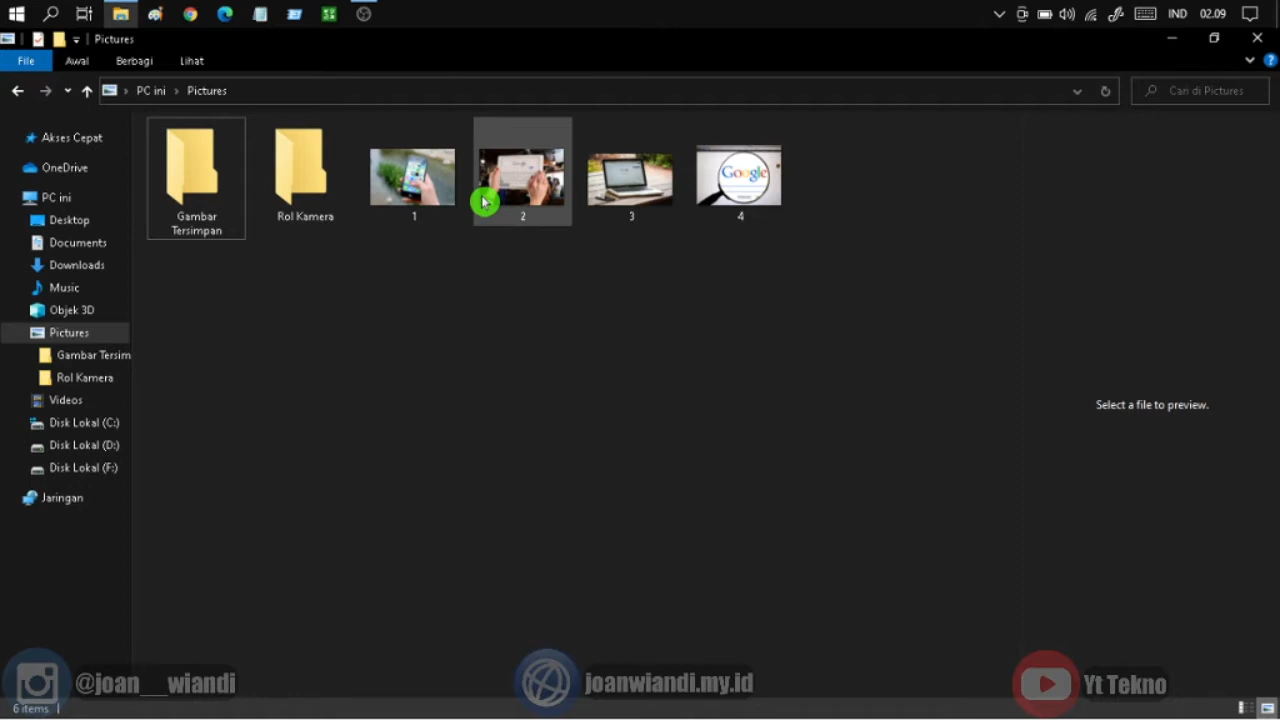 IND 02.09
Pictures
File Awal Berbagi Lihat
PC ini Pictures
Cari di Pictures
Akses Cepat
OneDrive
PC ini
Desktop
Documents
Downloads
Music
Objek 3D
Pictures
Gambar Tersim
Rol Kamera
Videos
Disk Lokal (C:)
Disk Lokal (D:)
Disk Lokal (F:)
Jaringan
Gambar
Tersimpan
Rol Kamera
1
2
3
4
Google
Select a file to preview.
@joan__wiandi
joanwiandi.my.id
Yt Tekno
6 items